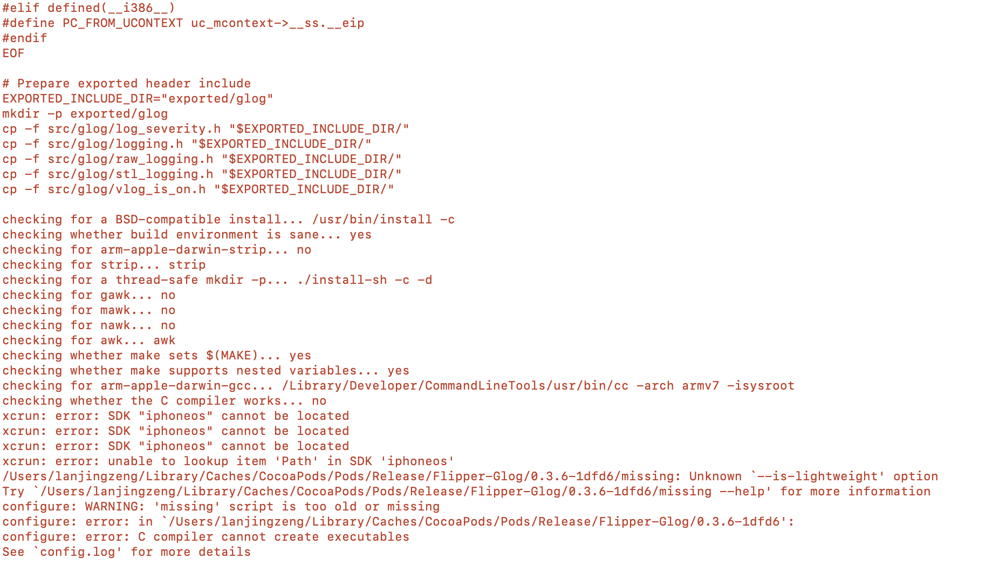 #elif defined(__i386__)
#define PC_FROM_UCONTEXT uc_mcontext->__ss.__eip
#endif
EOF
# Prepare exported header include
EXPORTED_INCLUDE_DIR="exported/glog"
mkdir -p exported/glog
cp -f src/glog/log_severity.h "$EXPORTED_INCLUDE_DIR/"
cp -f src/glog/logging.h "$EXPORTED_INCLUDE_DIR/"
cp -f src/glog/raw_logging.h "$EXPORTED_INCLUDE_DIR/"
cp -f src/glog/stl_logging.h "$EXPORTED_INCLUDE_DIR/"
cp -f src/glog/vlog_is_on.h "$EXPORTED_INCLUDE_DIR/"
checking for a BSD-compatible install... /usr/bin/install -c
checking whether build environment is sane... yes
checking for arm-apple-darwin-strip... no
checking for strip... strip
checking for a thread-safe mkdir -p... ./install-sh -c -d
checking for gawk... no
checking for mawk... no
checking for nawk... no
checking for awk... awk
checking whether make sets $(MAKE)... yes
checking whether make supports nested variables... yes
checking for arm-apple-darwin-gcc... /Library/Developer/CommandLineTools/usr/bin/cc -arch armv7 -isysroot
checking whether the C compiler works... no
xcrun: error: SDK "iphoneos" cannot be located
xcrun: error: SDK "iphoneos" cannot be located
xcrun: error: SDK "iphoneos" cannot be located
xcrun: error: unable to lookup item 'Path' in SDK 'iphoneos'
/Users/lanjingzeng/Library/Caches/CocoaPods/Pods/Release/Flipper-Glog/0.3.6-1dfd6/missing: Unknown `--is-lightweight' option
Try `/Users/lanjingzeng/Library/Caches/CocoaPods/Pods/Release/Flipper-Glog/0.3.6-1dfd6/missing --help' for more information
configure: WARNING: 'missing' script is too old or missing
configure: error: in `/Users/lanjingzeng/Library/Caches/CocoaPods/Pods/Release/Flipper-Glog/0.3.6-1dfd6':
configure: error: C compiler cannot create executables
See `config.log' for more details